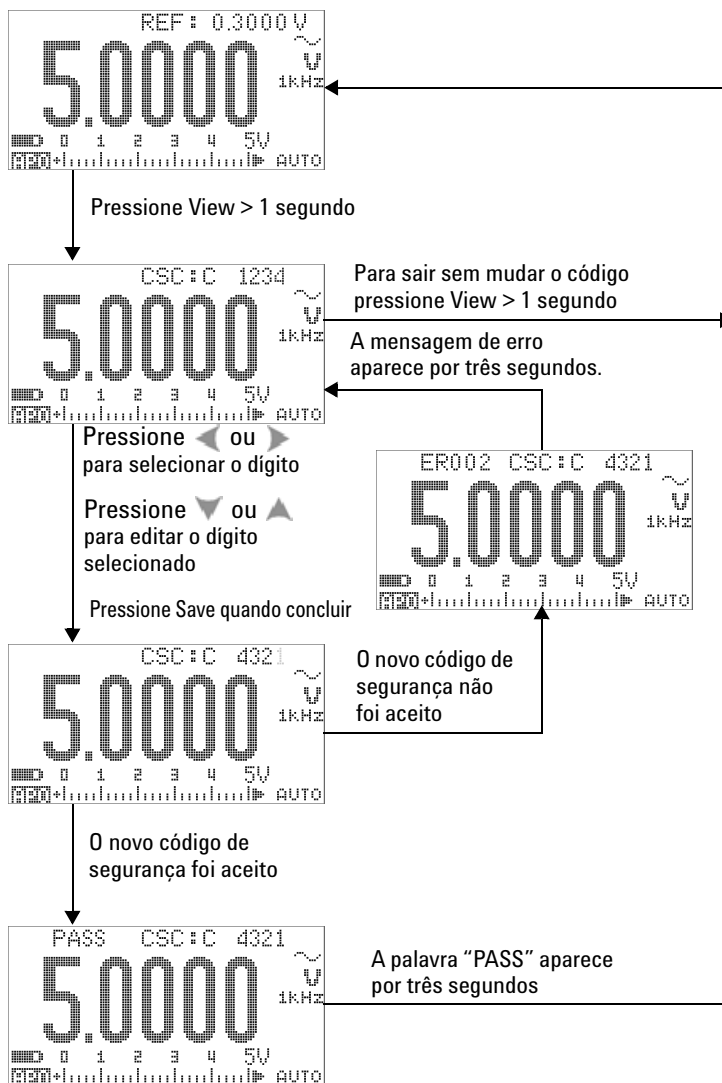 REF: 0.3000 V
5.0000
V
1kHz
0 1 2 3 4 5V
APO AUTO
Pressione View > 1 segundo
CSC:C 1234
5.0000
V
1kHz
0 1 2 3 4 5V
APO AUTO
Para sair sem mudar o código
pressione View > 1 segundo
A mensagem de erro
aparece por três segundos.
Pressione ou
para selecionar o dígito
Pressione ou
para editar o dígito
selecionado
Pressione Save quando concluir
ER002 CSC:C 4321
5.0000
V
1kHz
0 1 2 3 4 5V
APO AUTO
CSC:C 4321
5.0000
V
1kHz
0 1 2 3 4 5V
APO AUTO
O novo código de
segurança não
foi aceito
O novo código de
segurança foi aceito
PASS CSC:C 4321
5.0000
V
1kHz
0 1 2 3 4 5V
APO AUTO
A palavra “PASS” aparece
por três segundos